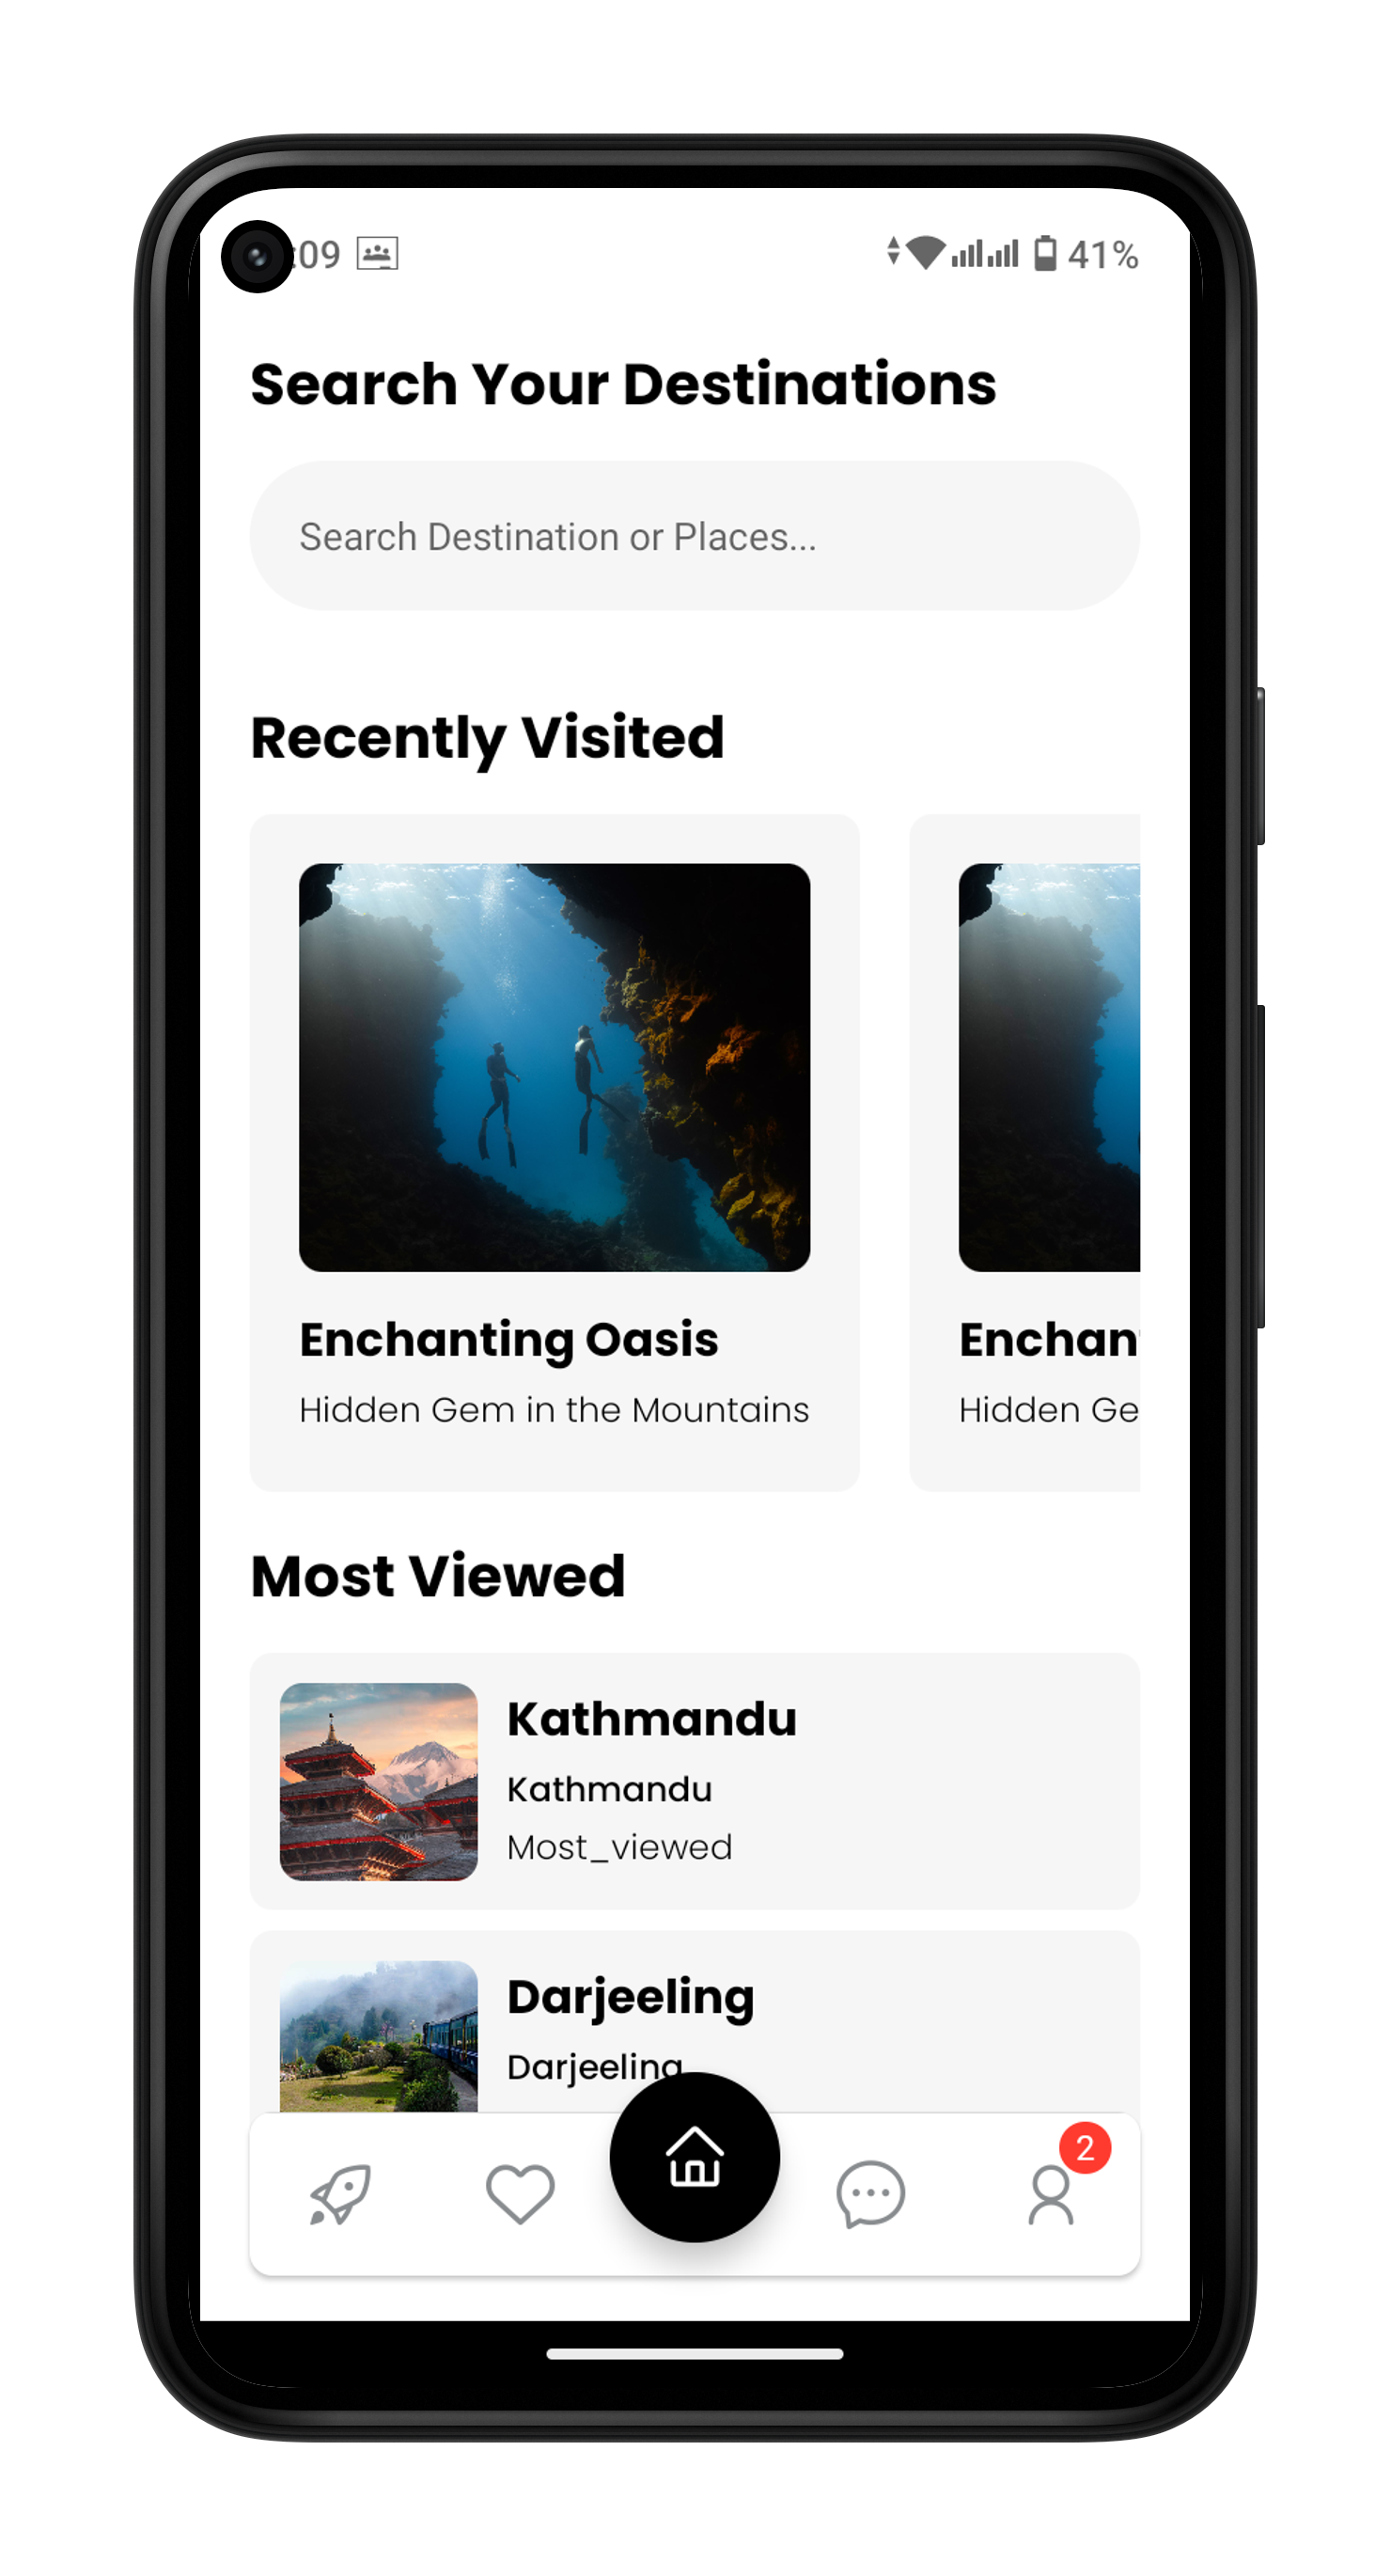 :09 41%
Search Your Destinations
Search Destination or Places...
Recently Visited
Enchanting Oasis
Hidden Gem in the Mountains
Enchan
Hidden Ge
Most Viewed
Kathmandu
Kathmandu
Most_viewed
Darjeeling
Darjeeling
2